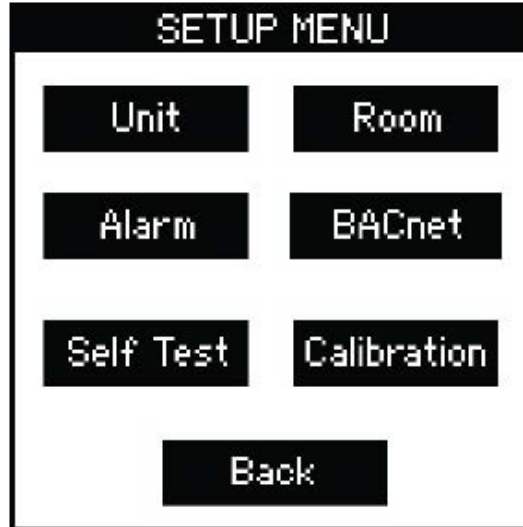 SETUP MENU
Unit Room
Alarm BACnet
Self Test Calibration
Back